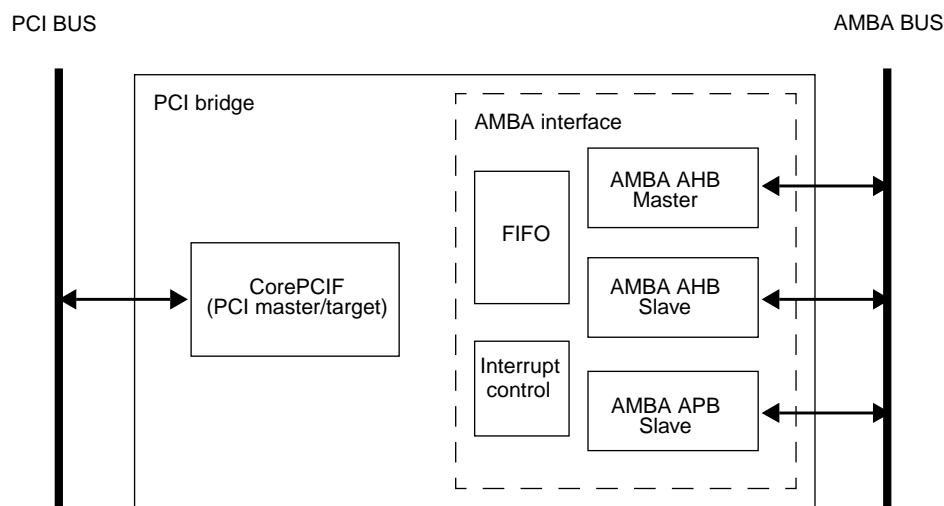 PCI BUS
AMBA BUS
PCI bridge
AMBA interface
FIFO
AMBA AHB
Master
CorePCIF
(PCI master/target)
AMBA AHB
Slave
Interrupt
control
AMBA APB
Slave